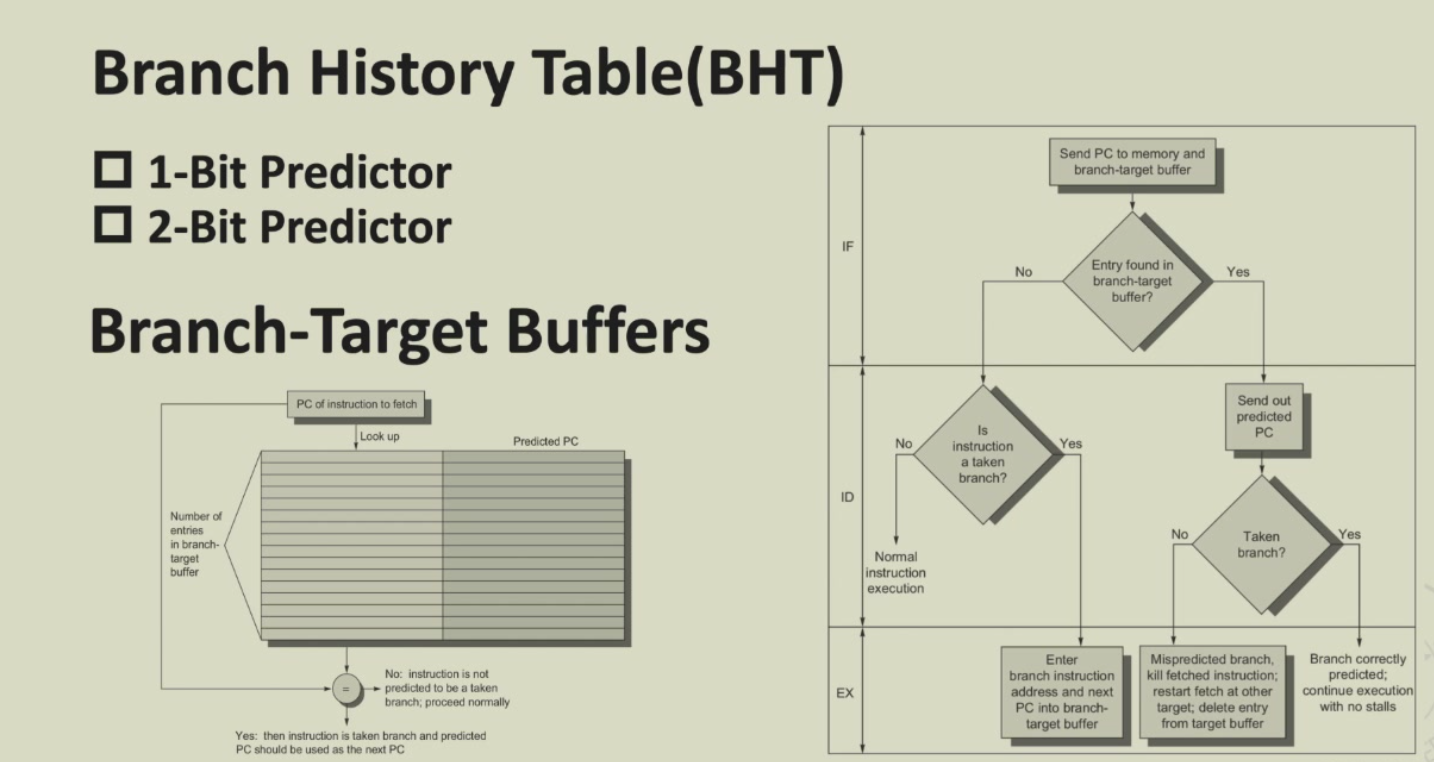 Branch History Table(BHT)
1-Bit Predictor
2-Bit Predictor
Branch-Target Buffers
PC of instruction to fetch
Look up
Predicted PC
Number of
entries
in branch-
target
buffer
=
No: instruction is not
predicted to be a taken
branch; proceed normally
Yes: then instruction is taken branch and predicted
PC should be used as the next PC
IF
Send PC to memory and
branch-target buffer
Entry found in
branch-target
buffer?
No
Yes
ID
Is
instruction
a taken
branch?
No
Yes
Normal
instruction
execution
Send out
predicted
PC
Taken
branch?
No
Yes
EX
Enter
branch instruction
address and next
PC into branch-
target buffer
Mispredicted branch,
kill fetched instruction;
restart fetch at other
target; delete entry
from target buffer
Branch correctly
predicted;
continue execution
with no stalls